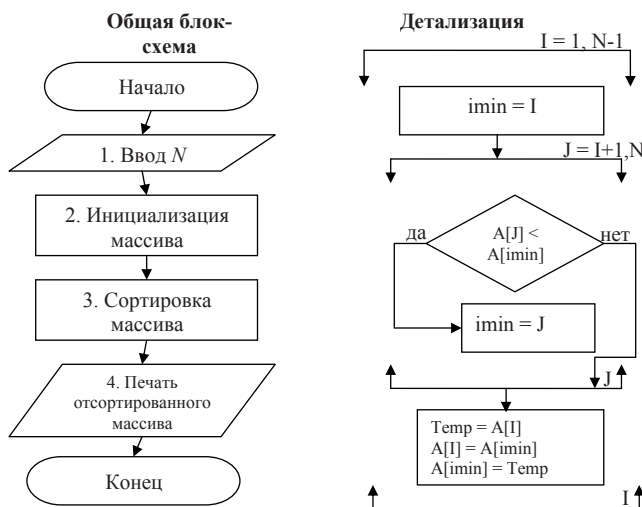 Общая блок-
схема
Начало
1. Ввод N
2. Инициализация
массива
3. Сортировка
массива
4. Печать
отсортированного
массива
Конец
Детализация
I = 1, N-1
imin = I
J = I+1,N
да
A[J] <
A[imin]
нет
imin = J
J
Temp = A[I]
A[I] = A[imin]
A[imin] = Temp
I